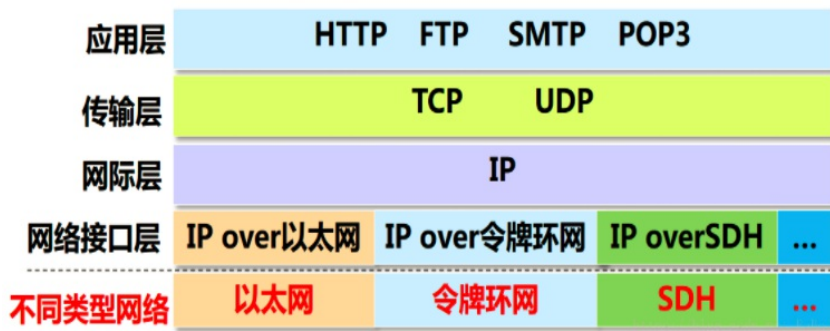 应用层 HTTP FTP SMTP POP3
传输层 TCP UDP
网际层 IP
网络接口层 IP over以太网 IP over令牌环网 IP overSDH ...
不同类型网络 以太网 令牌环网 SDH ...